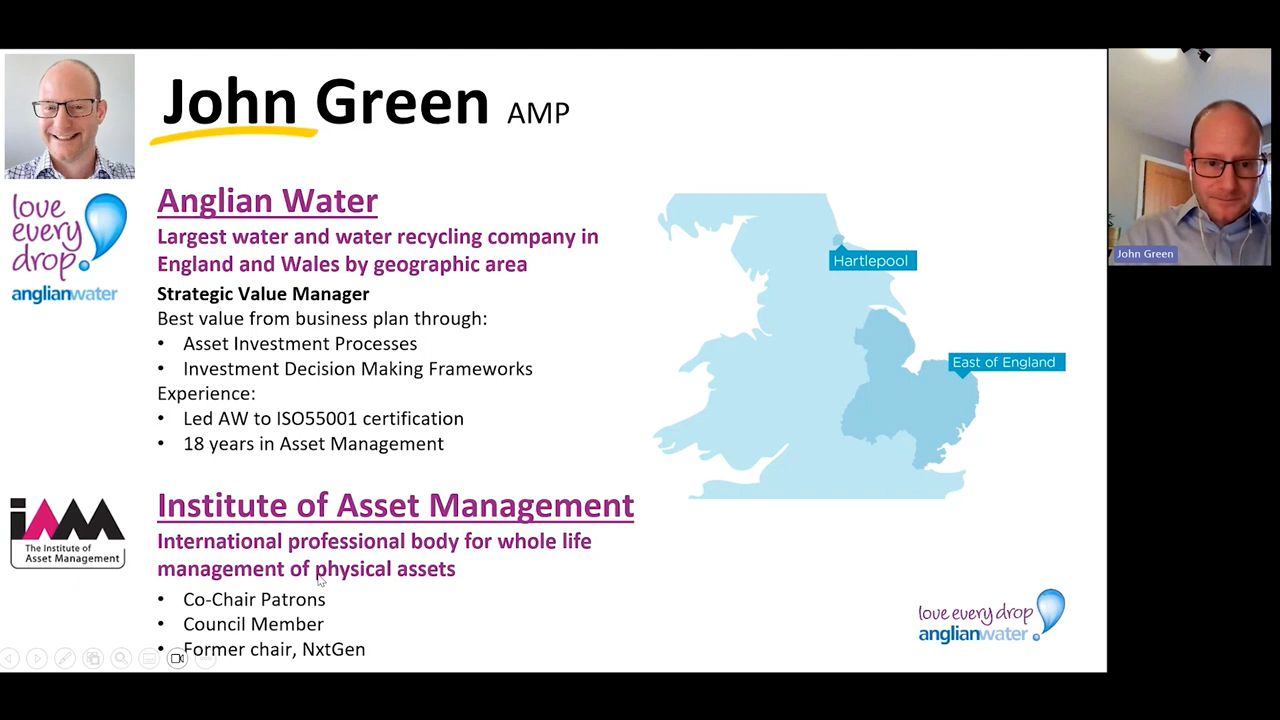 John Green AMP
love
every
drop.
anglianwater
Anglian Water
Largest water and water recycling company in
England and Wales by geographic area
Strategic Value Manager
Best value from business plan through:
• Asset Investment Processes
• Investment Decision Making Frameworks
Experience:
• Led AW to ISO55001 certification
• 18 years in Asset Management
Hartlepool
East of England
John Green
iAM
The Institute of
Asset Management
Institute of Asset Management
International professional body for whole life
management of physical assets
• Co-Chair Patrons
• Council Member
• Former chair, NxtGen
love every drop
anglianwater